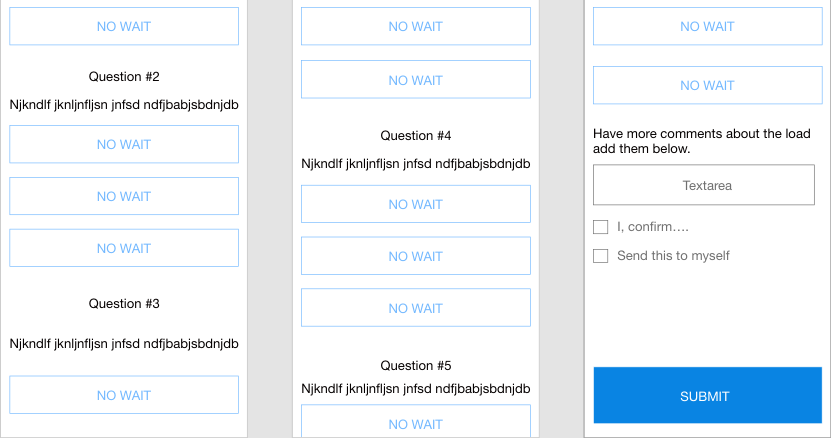 NO WAIT
Question #2
Njkndlf jknljnfljsn jnfsd ndfjbabjsbdnjdb
NO WAIT
NO WAIT
NO WAIT
Question #3
Njkndlf jknljnfljsn jnfsd ndfjbabjsbdnjdb
NO WAIT
NO WAIT
NO WAIT
Question #4
Njkndlf jknljnfljsn jnfsd ndfjbabjsbdnjdb
NO WAIT
NO WAIT
NO WAIT
Question #5
Njkndlf jknljnfljsn jnfsd ndfjbabjsbdnjdb
NO WAIT
NO WAIT
NO WAIT
Have more comments about the load
add them below.
Textarea
I, confirm....
Send this to myself
SUBMIT